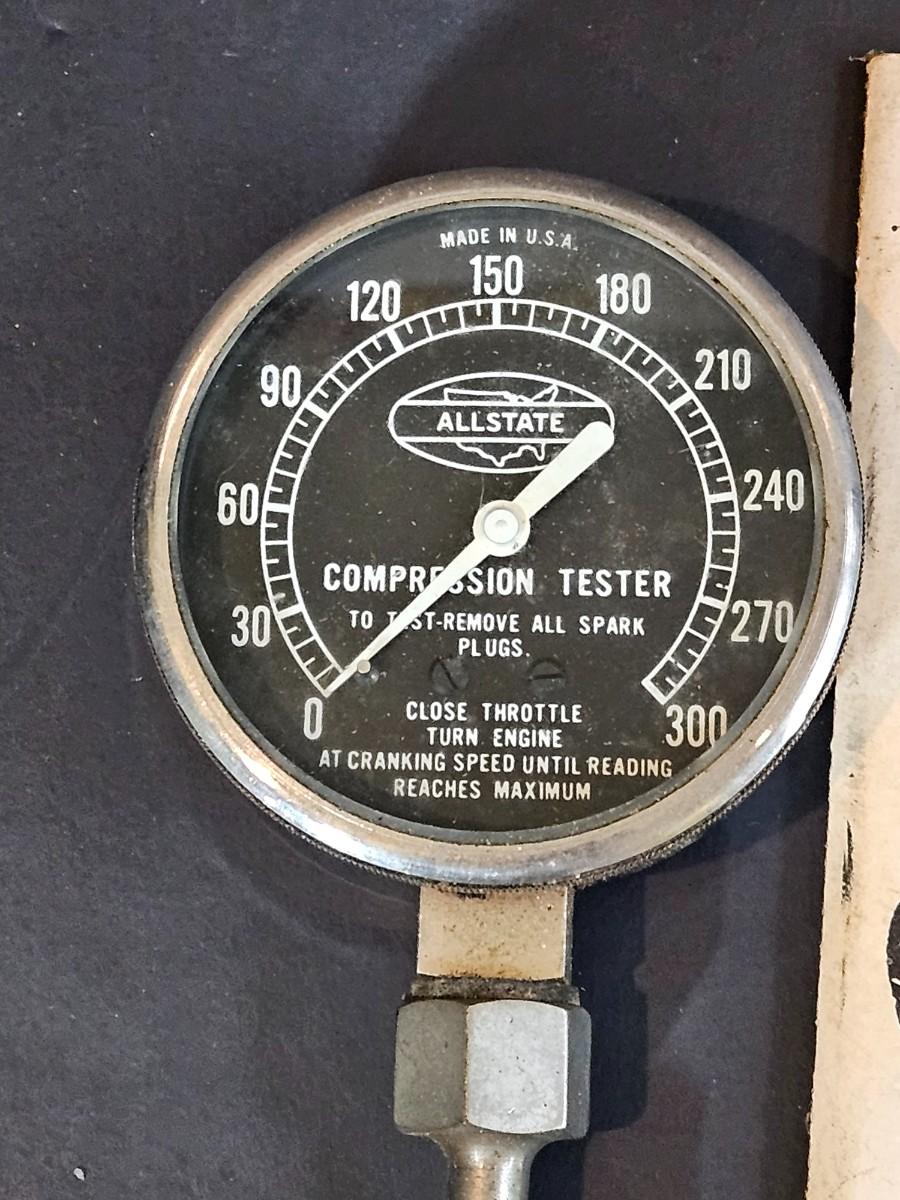 MADE IN U.S.A.
150
120
180
90
210
60
240
30
270
0
300
ALLSTATE
COMPRESSION TESTER
TO TEST-REMOVE ALL SPARK
PLUGS.
CLOSE THROTTLE
TURN ENGINE
AT CRANKING SPEED UNTIL READING
REACHES MAXIMUM